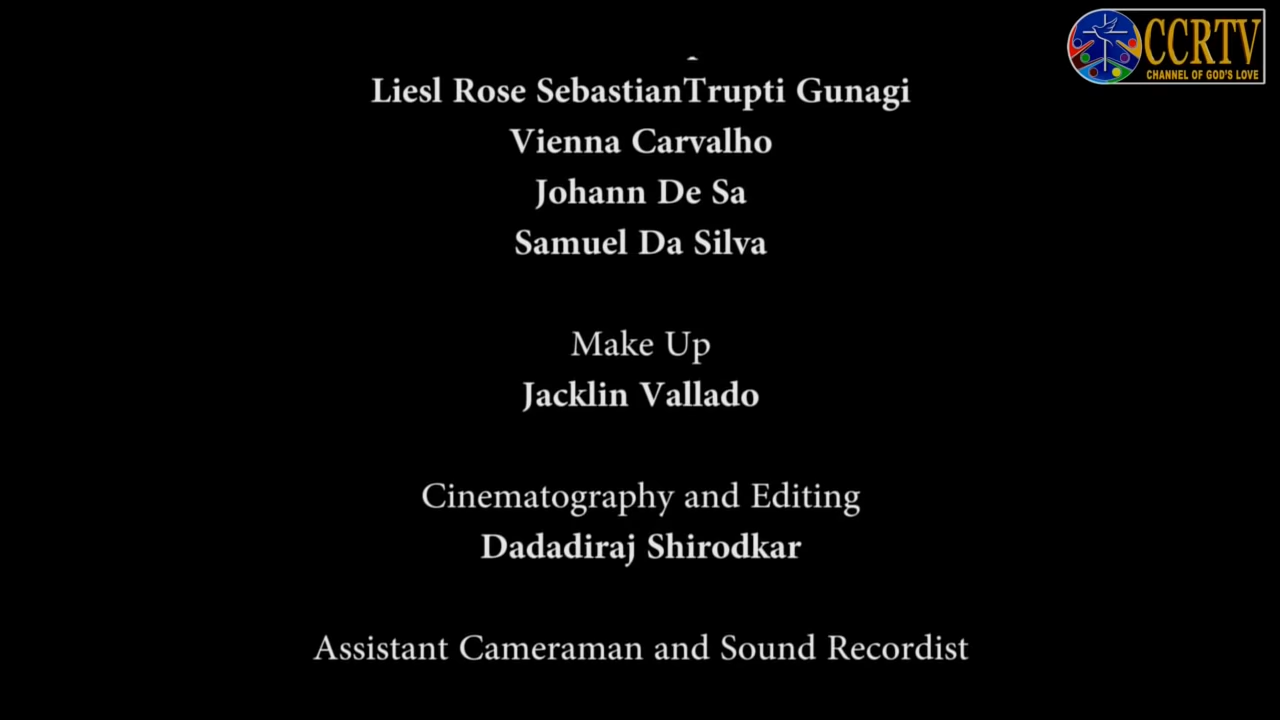 CCRTV
CHANNEL OF GOD'S LOVE
Liesl Rose SebastianTrupti Gunagi
Vienna Carvalho
Johann De Sa
Samuel Da Silva
Make Up
Jacklin Vallado
Cinematography and Editing
Dadadiraj Shirodkar
Assistant Cameraman and Sound Recordist